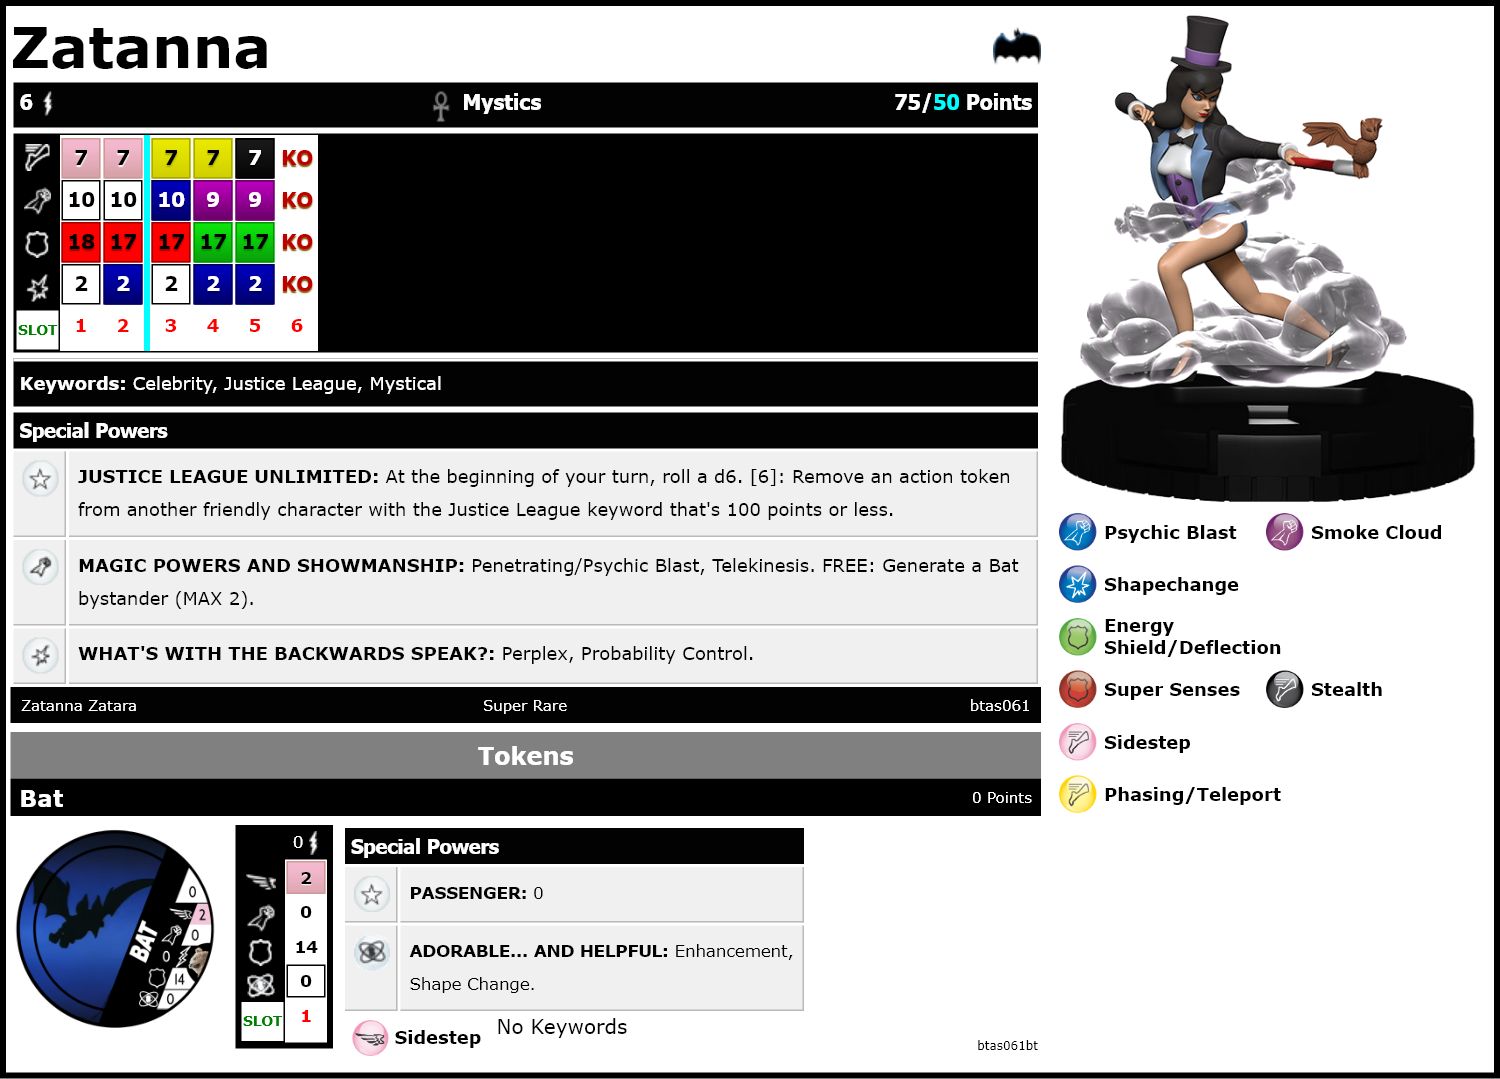 Zatanna
6 Mystics 75/50 Points
7 7 7 7 7 KO
10 10 10 9 9 KO
18 17 17 17 17 KO
2 2 2 2 2 KO
SLOT 1 2 3 4 5 6
Keywords: Celebrity, Justice League, Mystical
Special Powers
JUSTICE LEAGUE UNLIMITED: At the beginning of your turn, roll a d6. [6]: Remove an action token
from another friendly character with the Justice League keyword that's 100 points or less.
MAGIC POWERS AND SHOWMANSHIP: Penetrating/Psychic Blast, Telekinesis. FREE: Generate a Bat
bystander (MAX 2).
WHAT'S WITH THE BACKWARDS SPEAK?: Perplex, Probability Control.
Zatanna Zatara Super Rare btas061
Psychic Blast Smoke Cloud
Shapechange
Energy
Shield/Deflection
Super Senses Stealth
Sidestep
Phasing/Teleport
Tokens
Bat 0 Points
BAT
0
2
0
0
14
0
0
2
0
14
0
SLOT 1
Special Powers
PASSENGER: 0
ADORABLE... AND HELPFUL: Enhancement,
Shape Change.
Sidestep No Keywords
btas061bt